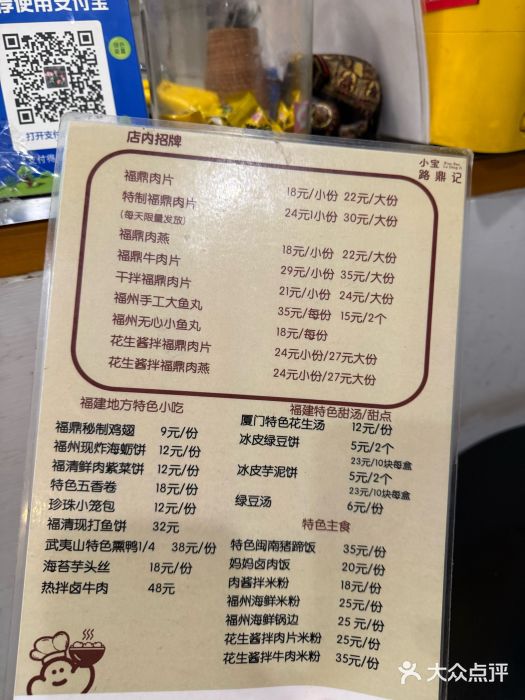 荐使用支付宝
打开支付
店内招牌
小宝
路鼎记
福鼎肉片 18元/小份 22元/大份
特制福鼎肉片 24元1小份 30元/大份
(每天限量发放)
福鼎肉燕 18元/小份 22元/大份
福鼎牛肉片 29元/小份 35元/大份
干拌福鼎肉片 21元/小份 24元/大份
福州手工大鱼丸 35元/每份 15元/2个
福州无心小鱼丸 18元/每份
花生酱拌福鼎肉片 24元小份/27元大份
花生酱拌福鼎肉燕 24元小份/27元大份
福建地方特色小吃
福鼎秘制鸡翅 9元/份
福州现炸海蛎饼 12元/份
福清鲜肉紫菜饼 12元/份
特色五香卷 18元/份
珍珠小笼包 12元/份
福清现打鱼饼 32元
武夷山特色熏鸭1/4 38元/份
海苔芋头丸 18元/份
热拌卤牛肉 48元
福建特色甜汤/甜点
厦门特色花生汤 12元/份
冰皮绿豆饼 5元/2个
23元/10块每盒
冰皮芋泥饼 5元/2个
23元/10块每盒
绿豆汤 6元/份
特色主食
特色闽南猪蹄饭 35元/份
妈妈卤肉饭 20元/份
肉酱拌米粉 18元/份
福州海鲜米粉 25元/份
福州海鲜锅边 25元/份
花生酱拌肉片米粉 25元/份
花生酱拌牛肉米粉 35元/份
大众点评